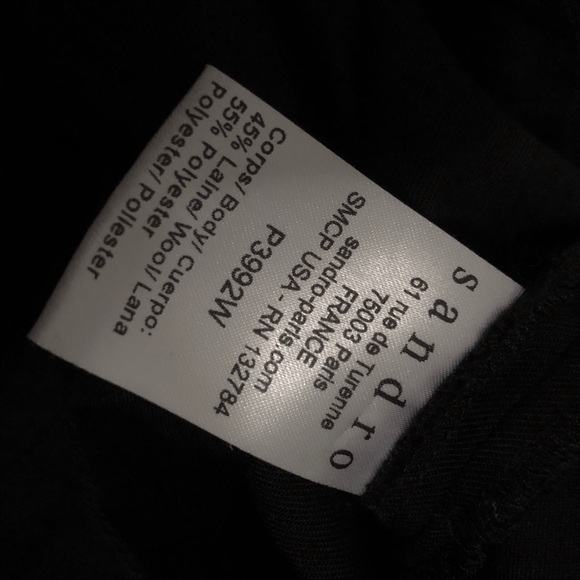 sandro
61 rue de Turenne
75003 Paris
FRANCE
sandro-paris.com
SMCP USA - RN 132784
P3992W
Corps/ Body/ Cuerpo:
45% Laine/ Wool/ Lana
55% Polyester
Polyester/ Poliester